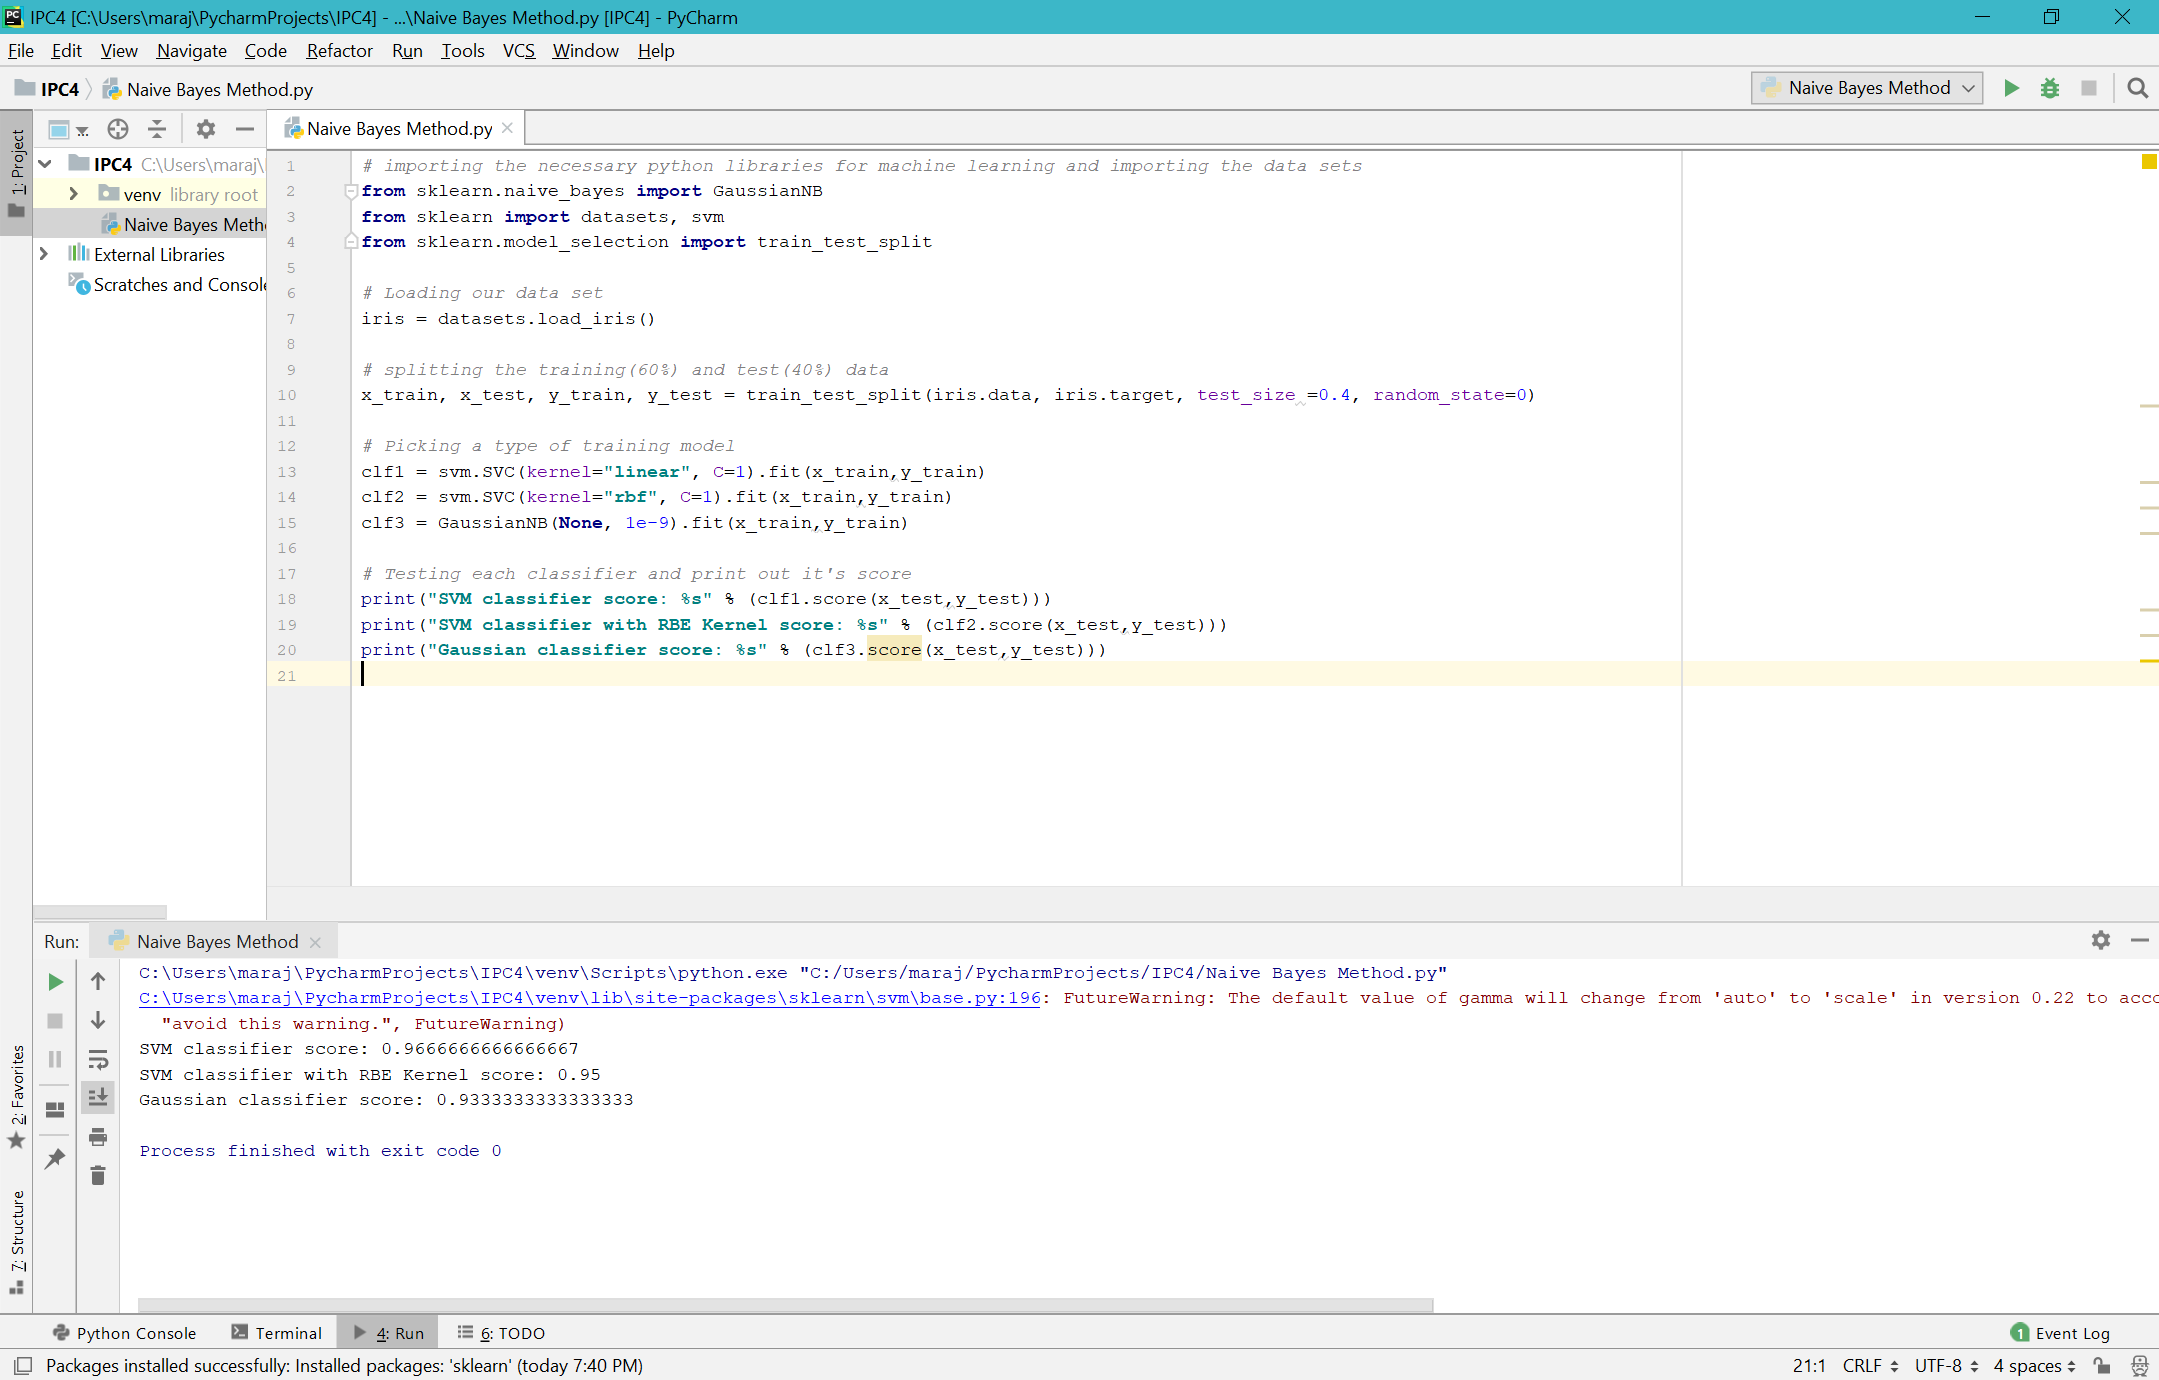 IPC4 [C:\Users\maraj\PycharmProjects\IPC4] - ...\Naive Bayes Method.py [IPC4] - PyCharm
File Edit View Navigate Code Refactor Run Tools VCS Window Help
IPC4 Naive Bayes Method.py
Naive Bayes Method
1: Project
Naive Bayes Method.py
IPC4 C:\Users\maraj\
venv library root
Naive Bayes Meth
External Libraries
Scratches and Console
1 # importing the necessary python libraries for machine learning and importing the data sets
2 from sklearn.naive_bayes import GaussianNB
3 from sklearn import datasets, svm
4 from sklearn.model_selection import train_test_split
5
6 # Loading our data set
7 iris = datasets.load_iris()
8
9 # splitting the training(60%) and test(40%) data
10 x_train, x_test, y_train, y_test = train_test_split(iris.data, iris.target, test_size =0.4, random_state=0)
11
12 # Picking a type of training model
13 clf1 = svm.SVC(kernel="linear", C=1).fit(x_train,y_train)
14 clf2 = svm.SVC(kernel="rbf", C=1).fit(x_train,y_train)
15 clf3 = GaussianNB(None, 1e-9).fit(x_train,y_train)
16
17 # Testing each classifier and print out it's score
18 print("SVM classifier score: %s" % (clf1.score(x_test,y_test)))
19 print("SVM classifier with RBE Kernel score: %s" % (clf2.score(x_test,y_test)))
20 print("Gaussian classifier score: %s" % (clf3.score(x_test,y_test)))
21
Run: Naive Bayes Method
C:\Users\maraj\PycharmProjects\IPC4\venv\Scripts\python.exe "C:/Users/maraj/PycharmProjects/IPC4/Naive Bayes Method.py"
C:\Users\maraj\PycharmProjects\IPC4\venv\lib\site-packages\sklearn\svm\base.py:196: FutureWarning: The default value of gamma will change from 'auto' to 'scale' in version 0.22 to acco
"avoid this warning.", FutureWarning)
SVM classifier score: 0.9666666666666667
SVM classifier with RBE Kernel score: 0.95
Gaussian classifier score: 0.9333333333333333
Process finished with exit code 0
2: Favorites
7: Structure
Python Console Terminal 4: Run 6: TODO
1 Event Log
Packages installed successfully: Installed packages: 'sklearn' (today 7:40 PM)
21:1 CRLF UTF-8 4 spaces